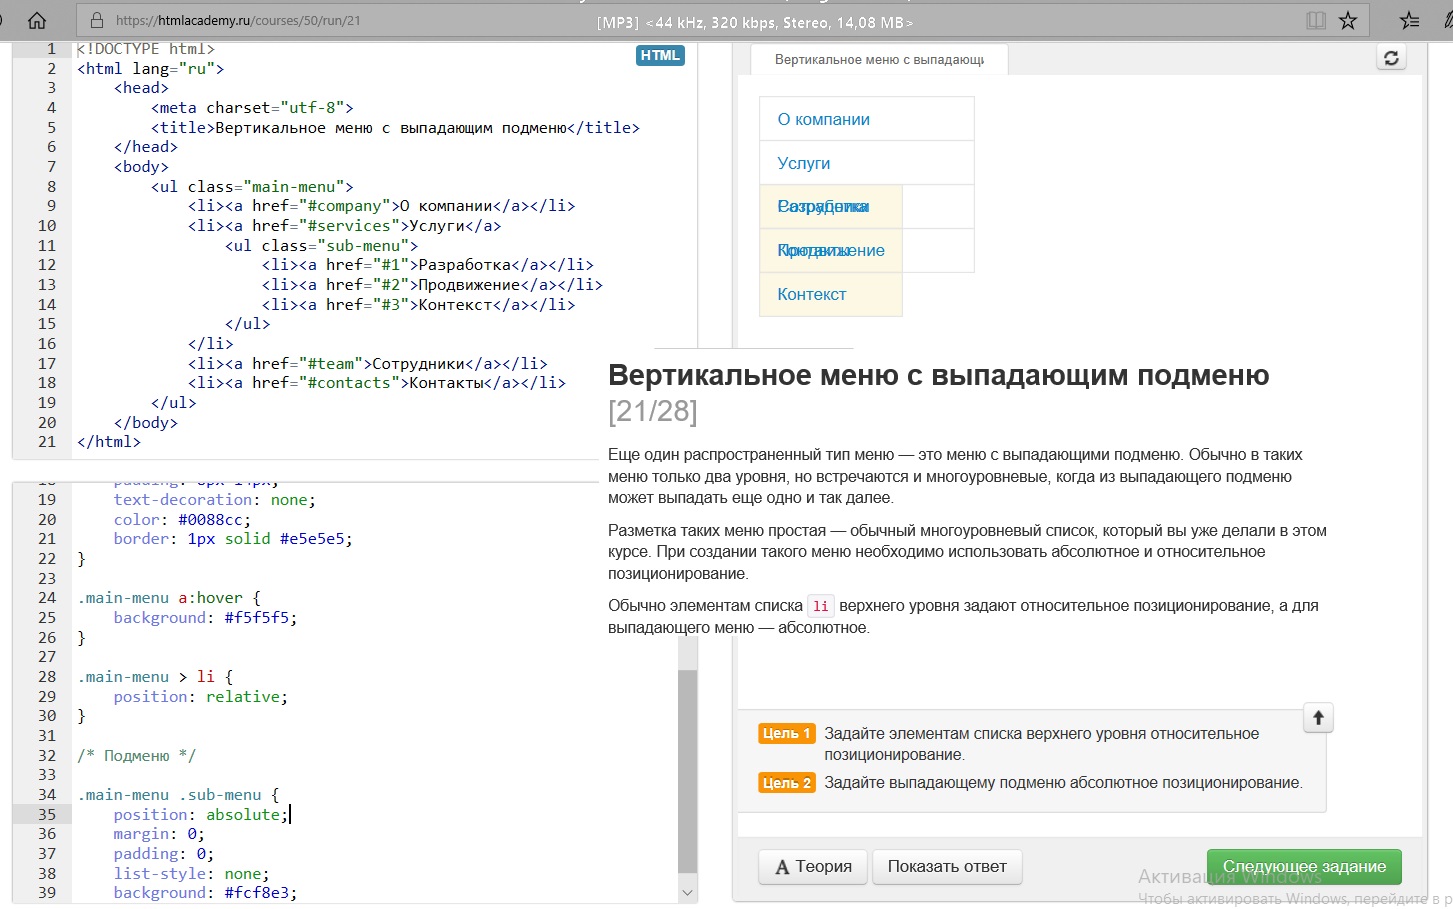 https://htmlacademy.ru/courses/50/run/21
[MP3] <44 kHz, 320 kbps, Stereo, 14,08 MB>
1 <!DOCTYPE html>
HTML
2 <html lang="ru">
3 <head>
4 <meta charset="utf-8">
5 <title>Вертикальное меню с выпадающим подменю</title>
6 </head>
7 <body>
8 <ul class="main-menu">
9 <li><a href="#company">О компании</a></li>
10 <li><a href="#services">Услуги</a>
11 <ul class="sub-menu">
12 <li><a href="#1">Разработка</a></li>
13 <li><a href="#2">Продвижение</a></li>
14 <li><a href="#3">Контекст</a></li>
15 </ul>
16 </li>
17 <li><a href="#team">Сотрудники</a></li>
18 <li><a href="#contacts">Контакты</a></li>
19 </ul>
20 </body>
21 </html>
19 text-decoration: none;
20 color: #0088cc;
21 border: 1px solid #e5e5e5;
22 }
23
24 .main-menu a:hover {
25 background: #f5f5f5;
26 }
27
28 .main-menu > li {
29 position: relative;
30 }
31
32 /* Подменю */
33
34 .main-menu .sub-menu {
35 position: absolute;
36 margin: 0;
37 padding: 0;
38 list-style: none;
39 background: #fcf8e3;
Вертикальное меню с выпадающи
О компании
Услуги
Контекст
Вертикальное меню с выпадающим подменю
[21/28]
Еще один распространенный тип меню — это меню с выпадающими подменю. Обычно в таких
меню только два уровня, но встречаются и многоуровневые, когда из выпадающего подменю
может выпадать еще одно и так далее.
Разметка таких меню простая — обычный многоуровневый список, который вы уже делали в этом
курсе. При создании такого меню необходимо использовать абсолютное и относительное
позиционирование.
Обычно элементам списка li верхнего уровня задают относительное позиционирование, а для
выпадающего меню — абсолютное.
Цель 1 Задайте элементам списка верхнего уровня относительное
позиционирование.
Цель 2 Задайте выпадающему подменю абсолютное позиционирование.
А Теория
Показать ответ
Следующее задание
Активация Windows
Чтобы активировать Windows, перейдите в р